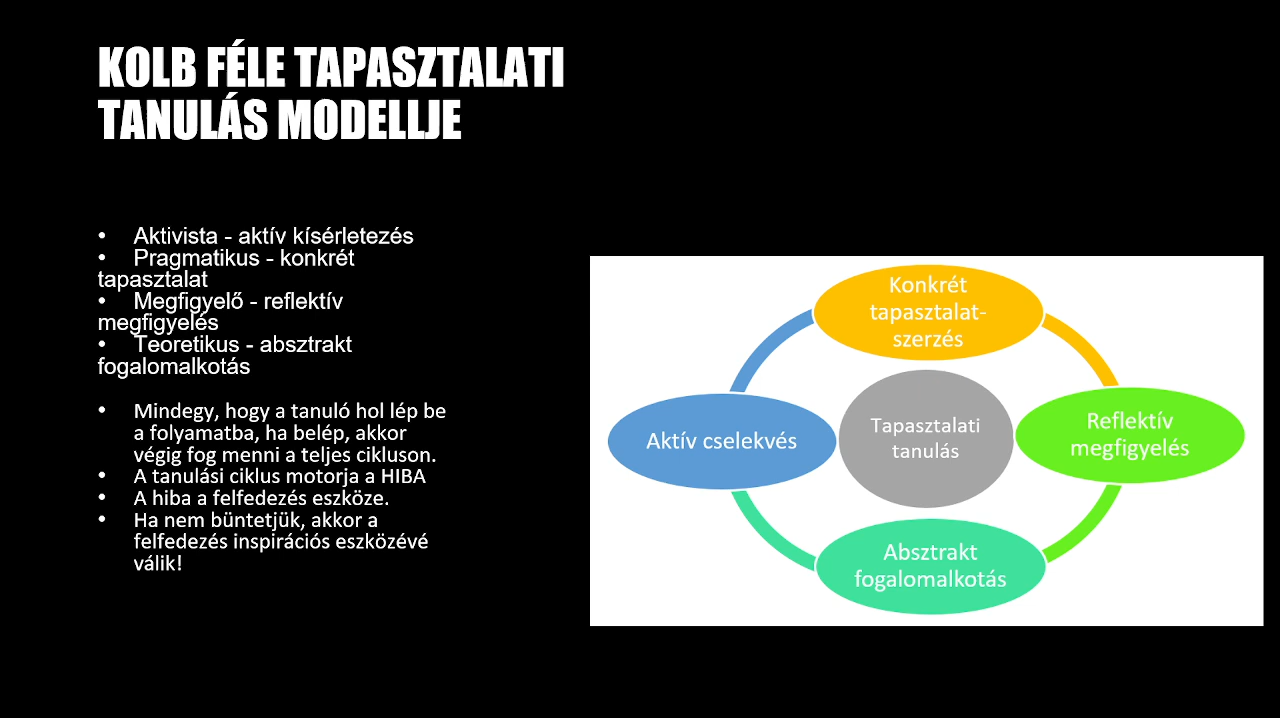 KOLB FÉLE TAPASZTALATI
TANULÁS MODELLJE
• Aktivista - aktív kísérletezés
• Pragmatikus - konkrét
tapasztalat
• Megfigyelő - reflektív
megfigyelés
• Teoretikus - absztrakt
fogalomalkotás
• Mindegy, hogy a tanuló hol lép be
a folyamatba, ha belép, akkor
végig fog menni a teljes cikluson.
• A tanulási ciklus motorja a HIBA
• A hiba a felfedezés eszköze.
• Ha nem büntetjük, akkor a
felfedezés inspirációs eszközévé
válik!
Konkrét
tapasztalat-
szerzés
Reflektív
megfigyelés
Absztrakt
fogalomalkotás
Aktív cselekvés
Tapasztalati
tanulás